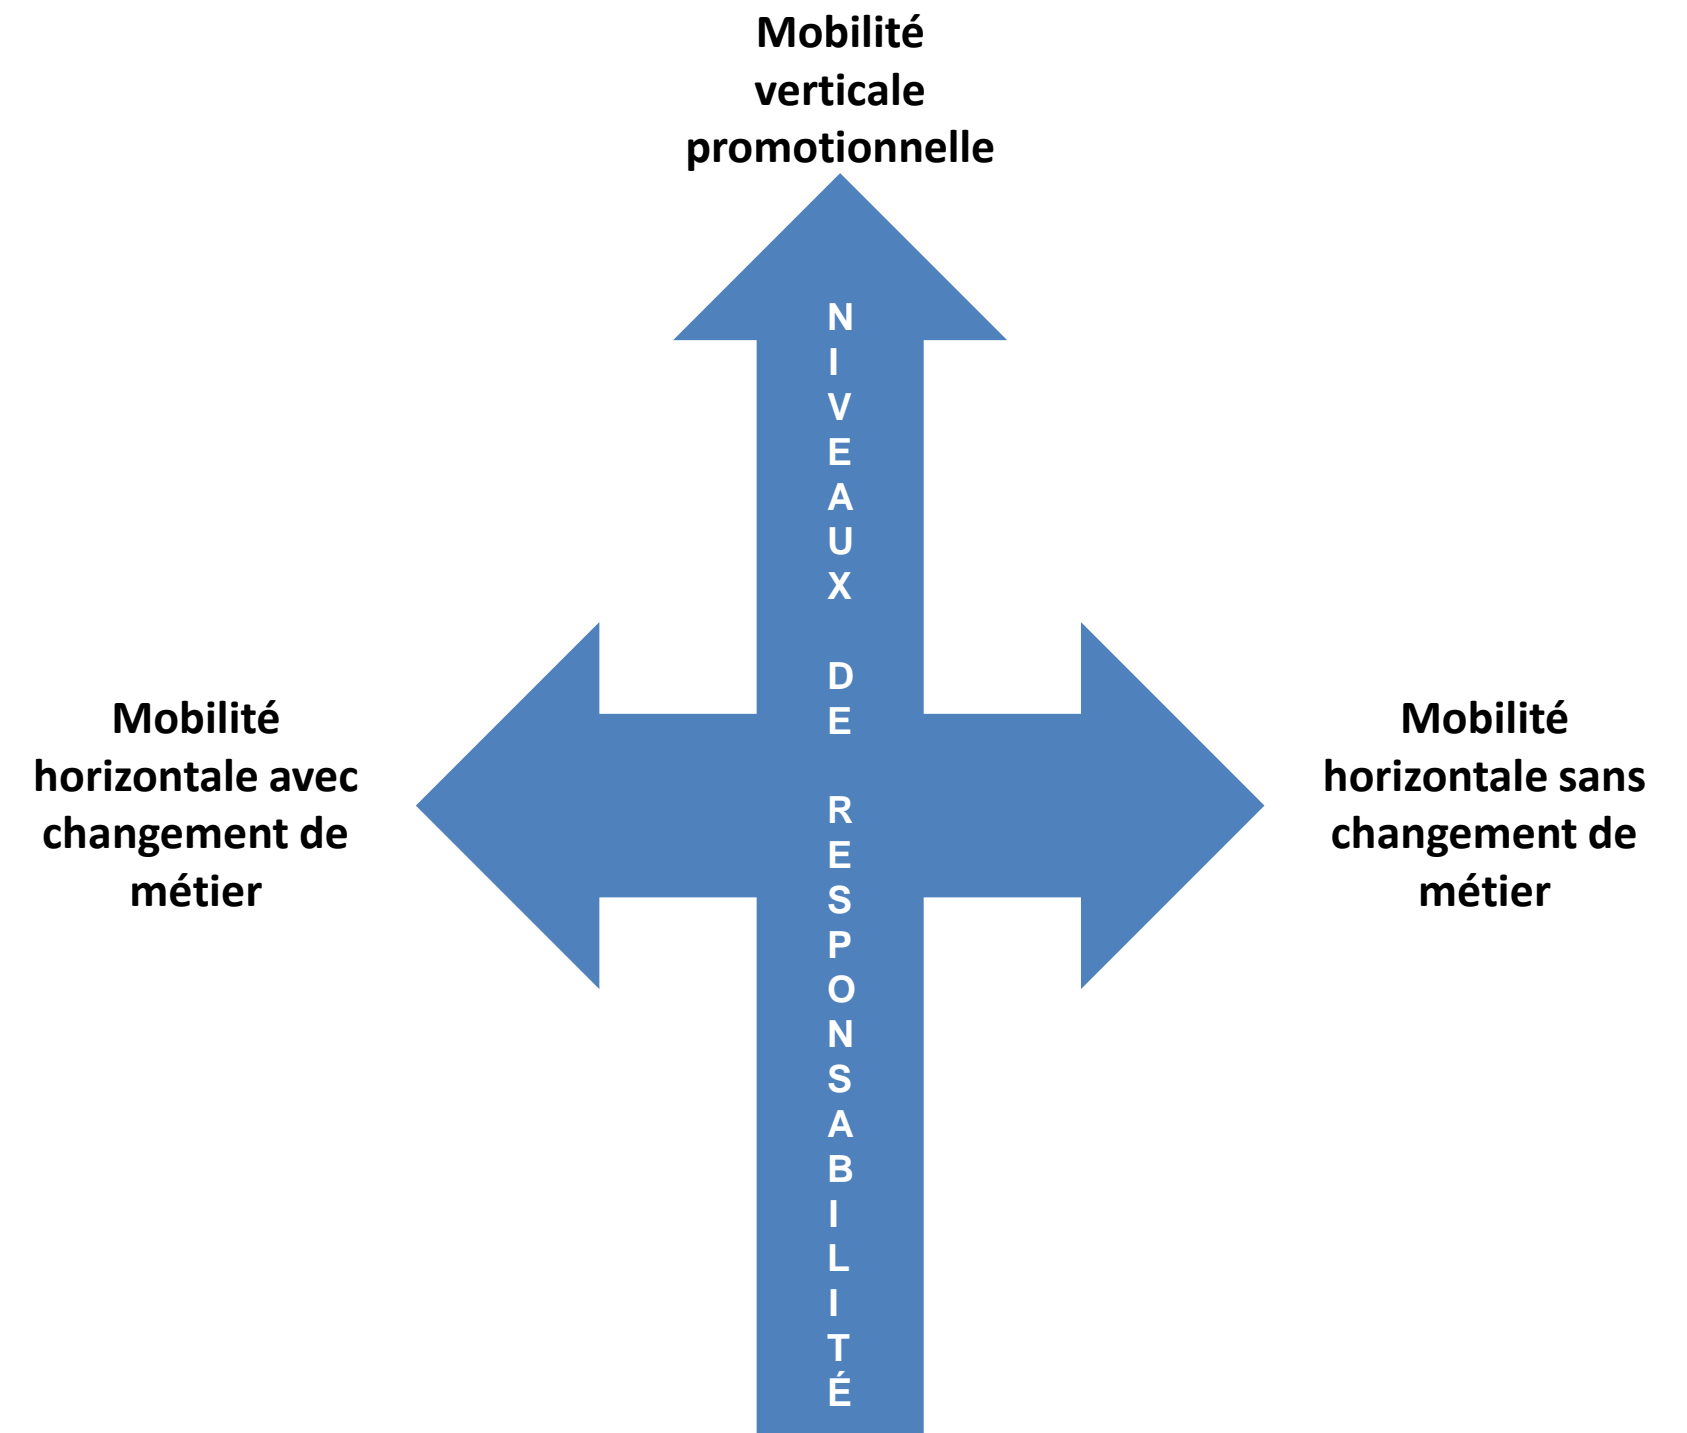 Mobilité
verticale
promotionnelle
N
I
V
E
A
U
X
D
E
R
E
S
P
O
N
S
A
B
I
L
I
T
É
Mobilité
horizontale avec
changement de
métier
Mobilité
horizontale sans
changement de
métier